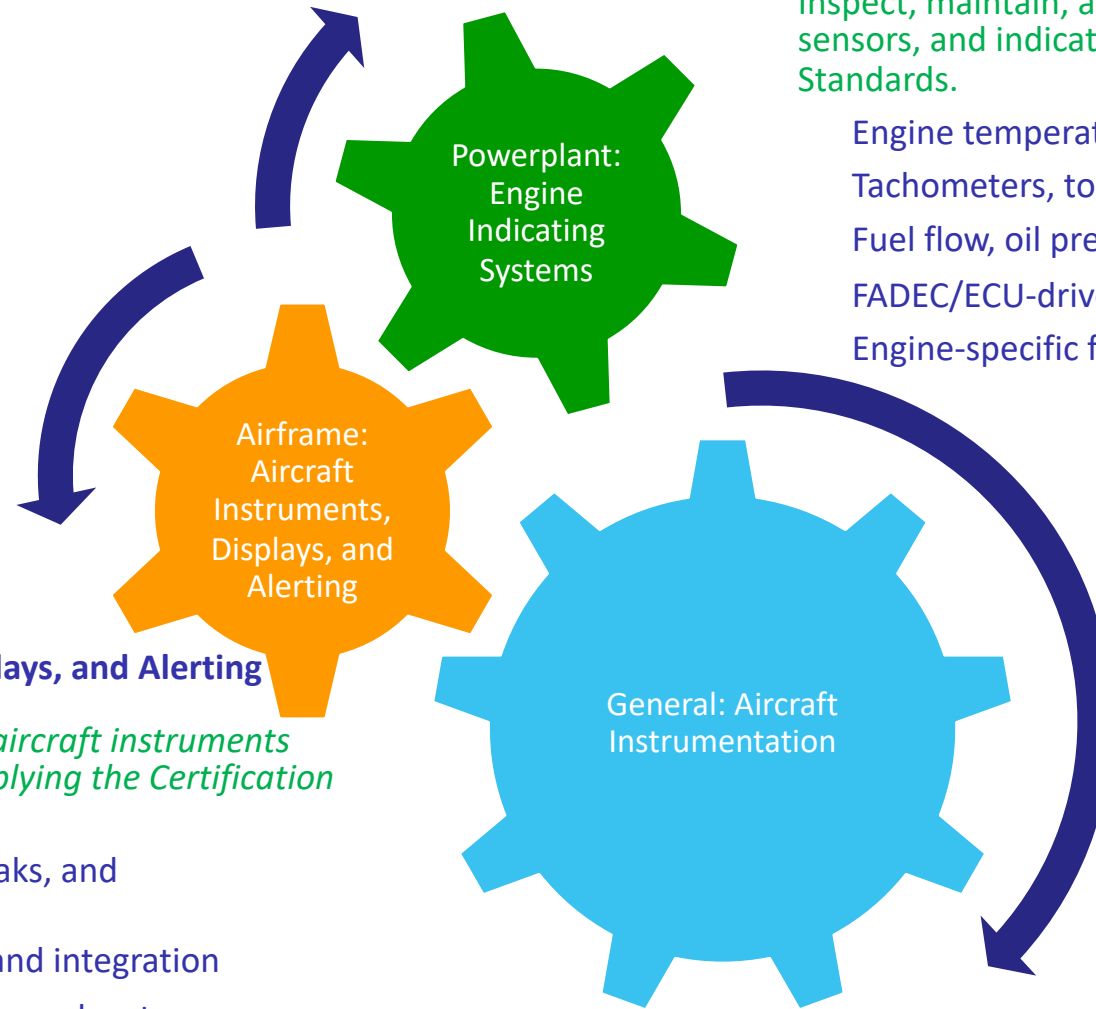 Inspect, maintain, a
sensors, and indicat
Standards.
Engine temperat
Tachometers, to
Fuel flow, oil pre
FADEC/ECU-driv
Engine-specific f
Powerplant:
Engine
Indicating
Systems
Airframe:
Aircraft
Instruments,
Displays, and
Alerting
General: Aircraft
Instrumentation
lays, and Alerting
aircraft instruments
plying the Certification
aks, and
and integration